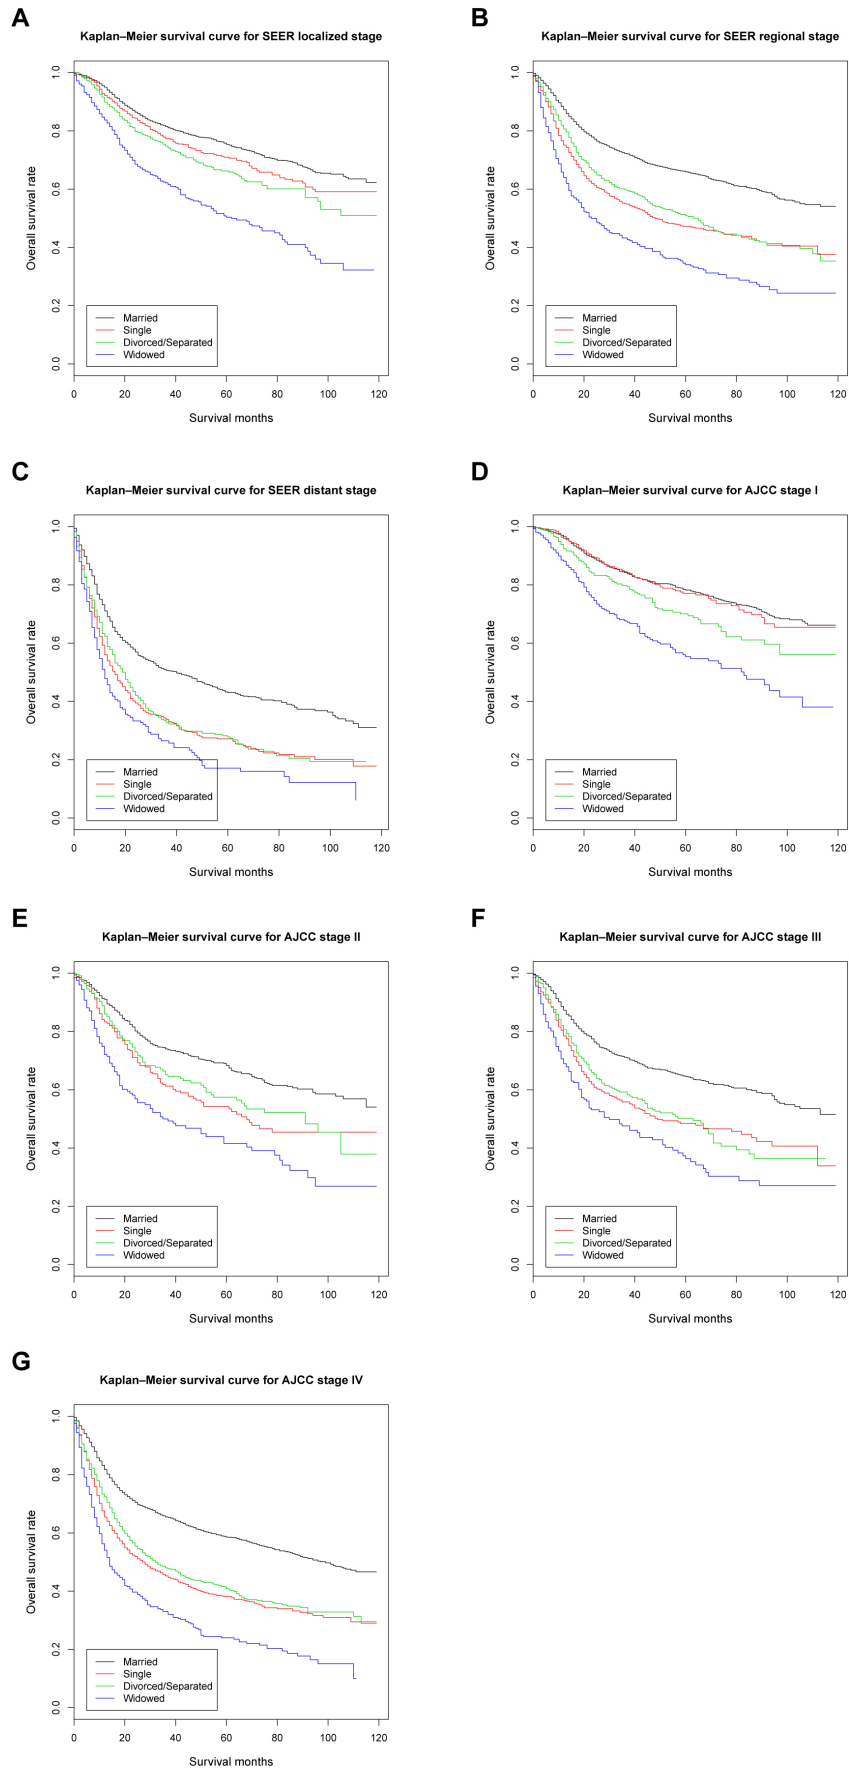 A
Kaplan–Meier survival curve for SEER localized stage
Overall survival rate
0.0 0.2 0.4 0.6 0.8 1.0
Married
Single
Divorced/Separated
Widowed
0 20 40 60 80 100 120
Survival months
B
Kaplan–Meier survival curve for SEER regional stage
Overall survival rate
0.0 0.2 0.4 0.6 0.8 1.0
Married
Single
Divorced/Separated
Widowed
0 20 40 60 80 100 120
Survival months
C
Kaplan–Meier survival curve for SEER distant stage
Overall survival rate
0.0 0.2 0.4 0.6 0.8 1.0
Married
Single
Divorced/Separated
Widowed
0 20 40 60 80 100 120
Survival months
D
Kaplan–Meier survival curve for AJCC stage I
Overall survival rate
0.0 0.2 0.4 0.6 0.8 1.0
Married
Single
Divorced/Separated
Widowed
0 20 40 60 80 100 120
Survival months
E
Kaplan–Meier survival curve for AJCC stage II
Overall survival rate
0.0 0.2 0.4 0.6 0.8 1.0
Married
Single
Divorced/Separated
Widowed
0 20 40 60 80 100 120
Survival months
F
Kaplan–Meier survival curve for AJCC stage III
Overall survival rate
0.0 0.2 0.4 0.6 0.8 1.0
Married
Single
Divorced/Separated
Widowed
0 20 40 60 80 100 120
Survival months
G
Kaplan–Meier survival curve for AJCC stage IV
Overall survival rate
0.0 0.2 0.4 0.6 0.8 1.0
Married
Single
Divorced/Separated
Widowed
0 20 40 60 80 100 120
Survival months